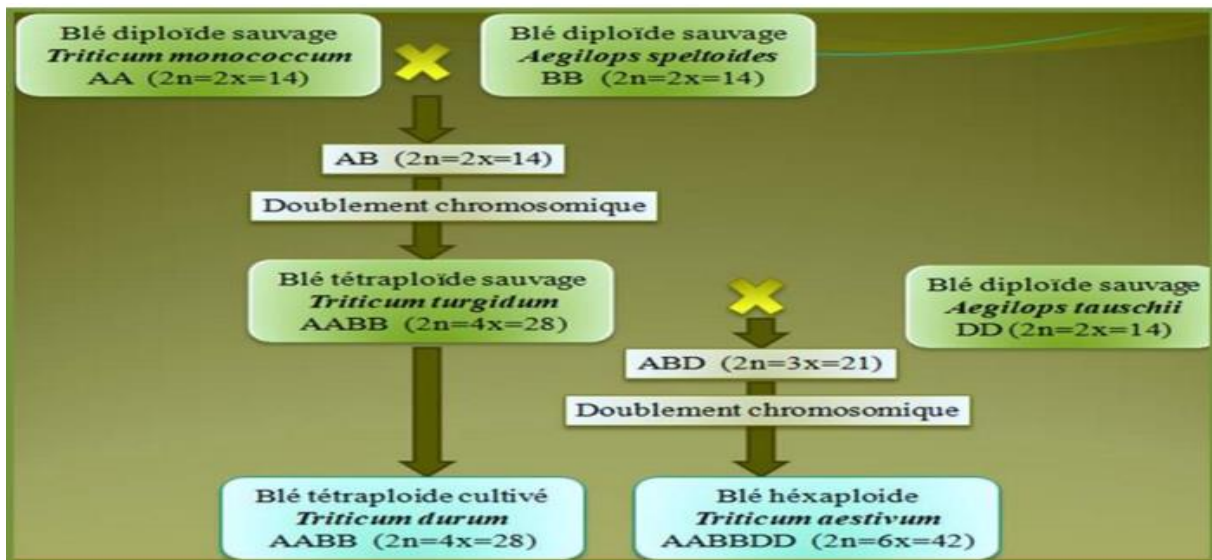 Blé diploïde sauvage
Triticum monococcum
AA (2n=2x=14)
Blé diploïde sauvage
Aegilops speltoides
BB (2n=2x=14)
AB (2n=2x=14)
Doublement chromosomique
Blé tétraploïde sauvage
Triticum turgidum
AABB (2n=4x=28)
Blé diploïde sauvage
Aegilops tauschii
DD (2n=2x=14)
ABD (2n=3x=21)
Doublement chromosomique
Blé tétraploide cultivé
Triticum durum
AABB (2n=4x=28)
Blé héxaploide
Triticum aestivum
AABBDD (2n=6x=42)